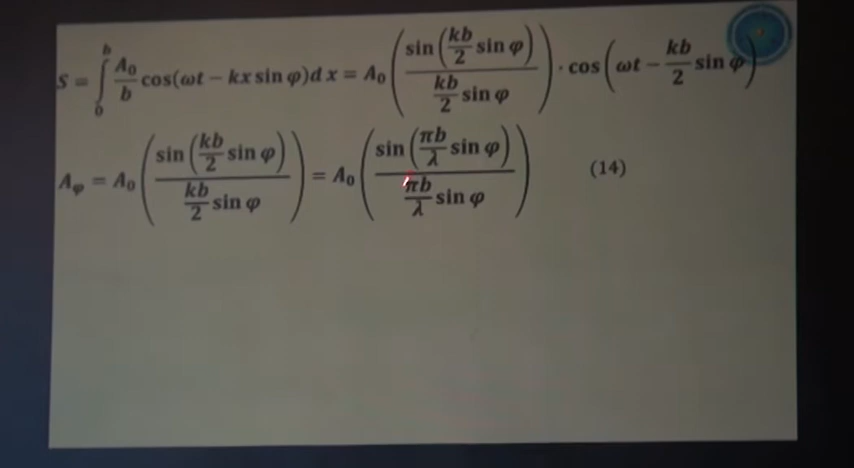 S = ∫₀ᵇ A₀/b cos(ωt − kx sin φ)d x = A₀ ( sin(kb/2 sin φ) / (kb/2 sin φ) ) · cos(ωt − kb/2 sin φ)
A_φ = A₀ ( sin(kb/2 sin φ) / (kb/2 sin φ) ) = A₀ ( sin(πb/λ sin φ) / (πb/λ sin φ) ) (14)